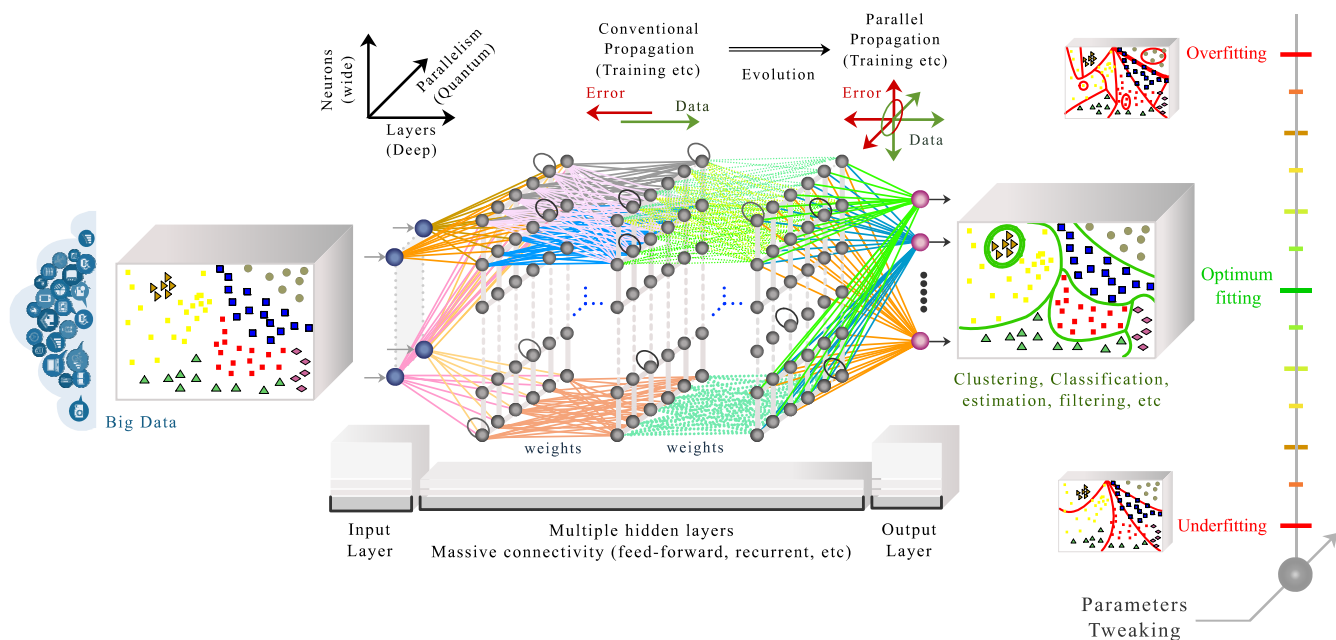 Neurons
(wide)
Parallelism
(Quantum)
Layers
(Deep)
Conventional
Propagation
(Training etc)
Evolution
Parallel
Propagation
(Training etc)
Error
Data
Error
Data
Overfitting
Optimum
fitting
Underfitting
Big Data
Clustering, Classification,
estimation, filtering, etc
weights
weights
Input
Layer
Multiple hidden layers
Massive connectivity (feed-forward, recurrent, etc)
Output
Layer
Parameters
Tweaking